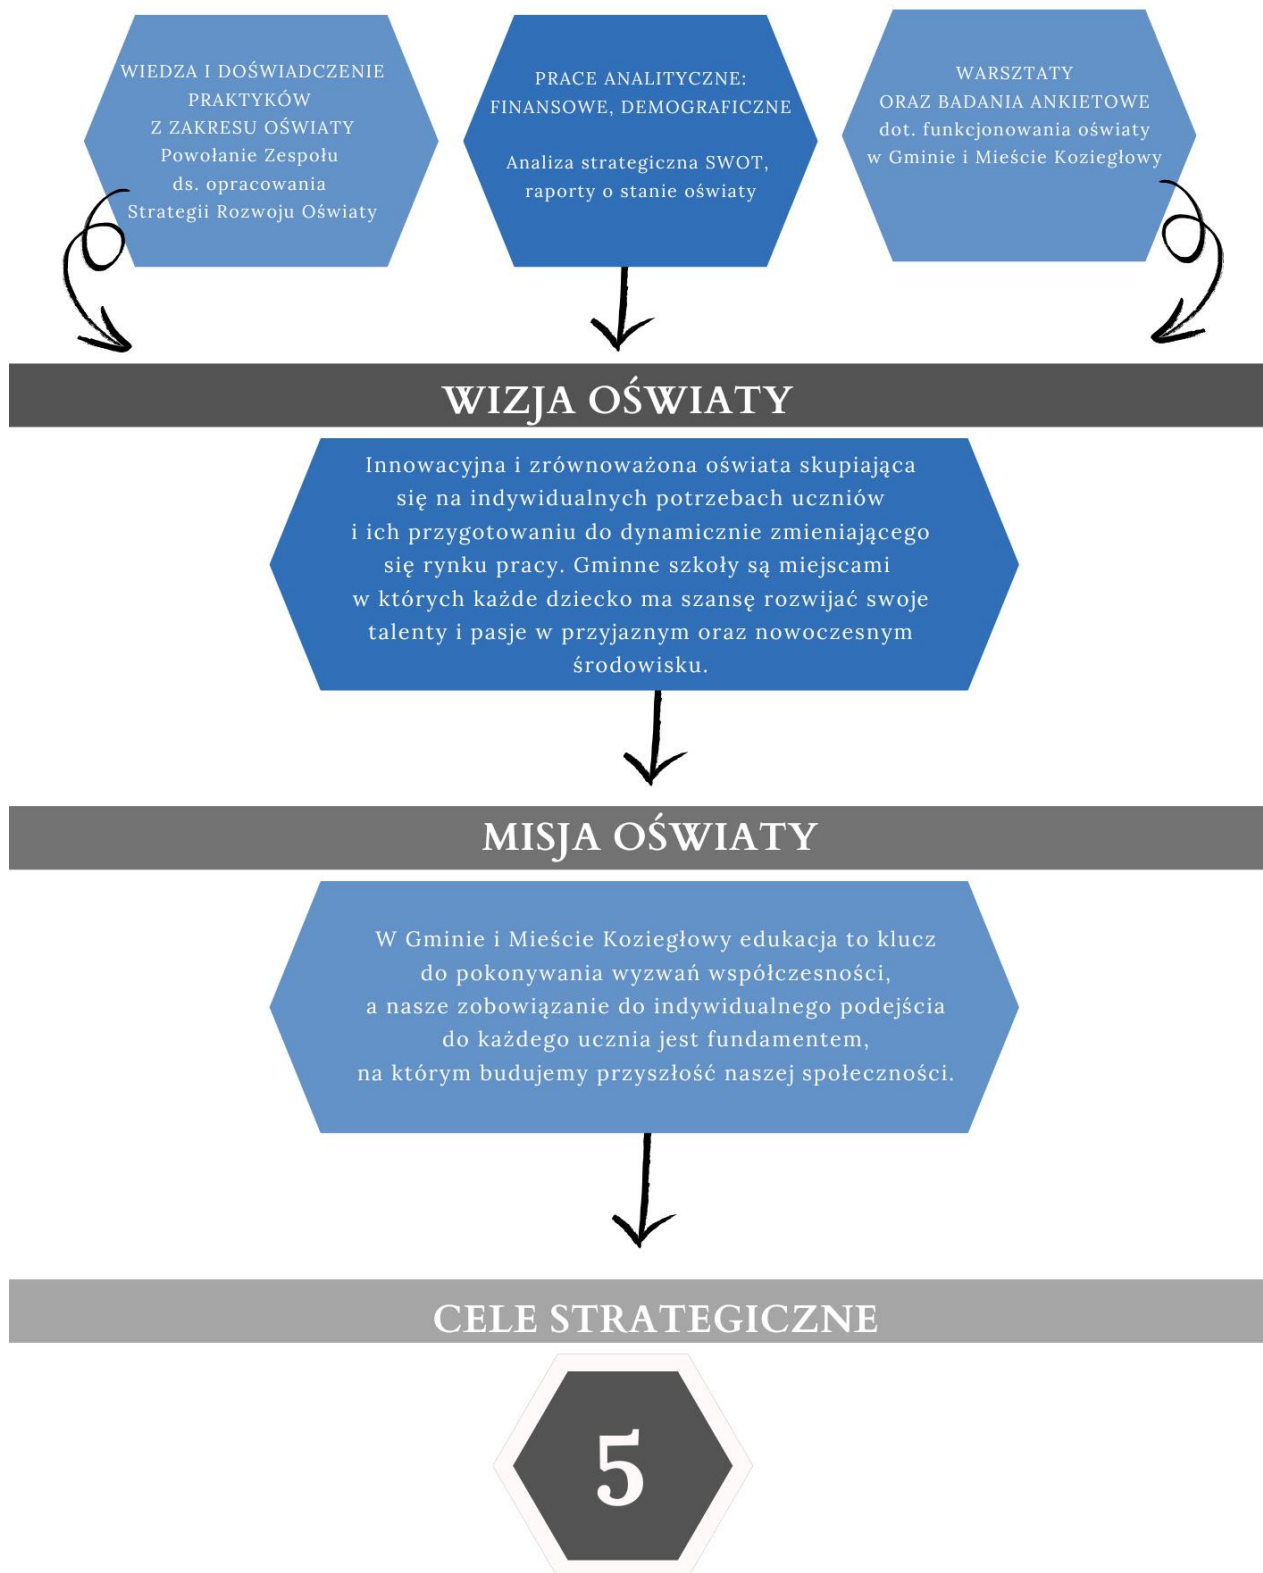 WIEDZA I DOŚWIADCZENIE
PRAKTYKÓW
Z ZAKRESU OŚWIATY
Powołanie Zespołu
ds. opracowania
Strategii Rozwoju Oświaty
PRACE ANALITYCZNE:
FINANSOWE, DEMOGRAFICZNE
Analiza strategiczna SWOT,
raporty o stanie oświaty
WARSZTATY
ORAZ BADANIA ANKIETOWE
dot. funkcjonowania oświaty
w Gminie i Mieście Koziegłowy
WIZJA OŚWIATY
Innowacyjna i zrównoważona oświata skupiająca
się na indywidualnych potrzebach uczniów
i ich przygotowaniu do dynamicznie zmieniającego
się rynku pracy. Gminne szkoły są miejscami
w których każde dziecko ma szansę rozwijać swoje
talenty i pasje w przyjaznym oraz nowoczesnym
środowisku.
MISJA OŚWIATY
W Gminie i Mieście Koziegłowy edukacja to klucz
do pokonywania wyzwań współczesności,
a nasze zobowiązanie do indywidualnego podejścia
do każdego ucznia jest fundamentem,
na którym budujemy przyszłość naszej społeczności.
CELE STRATEGICZNE
5